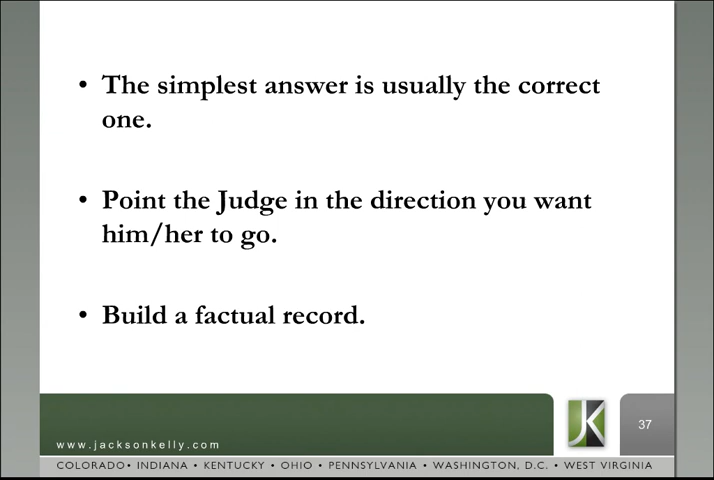 • The simplest answer is usually the correct
one.
• Point the Judge in the direction you want
him/her to go.
• Build a factual record.
JK
37
www.jacksonkelly.com
COLORADO • INDIANA • KENTUCKY • OHIO • PENNSYLVANIA • WASHINGTON, D.C. • WEST VIRGINIA